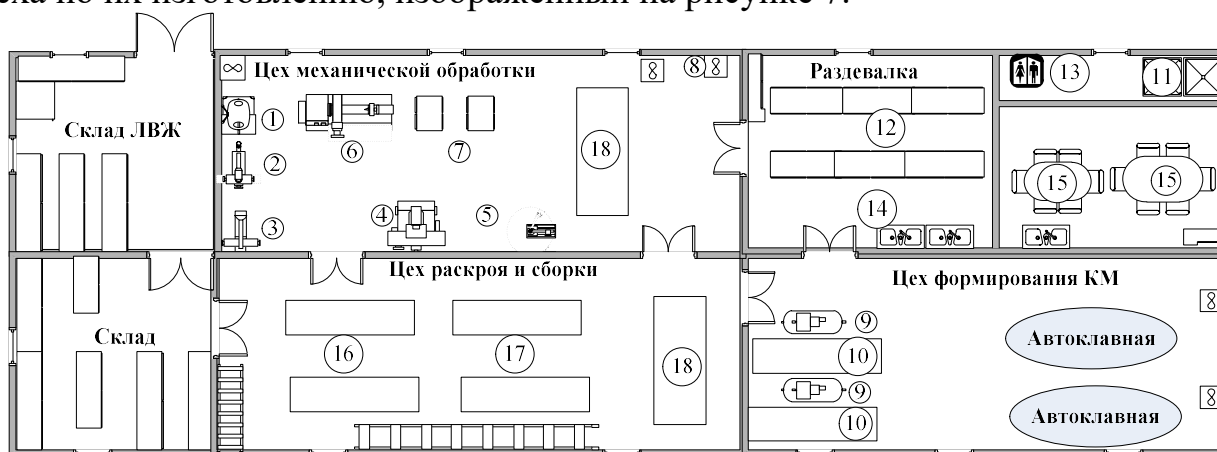 цеха по их изготовлению, изображенный на рисунке 7.
Цех механической обработки
8
Раздевалка
13
11
Склад ЛВЖ
1
2
3
6
7
4
5
18
12
14
15
15
Склад
Цех раскроя и сборки
16
17
18
Цех формирования КМ
9
10
9
10
Автоклавная
Автоклавная